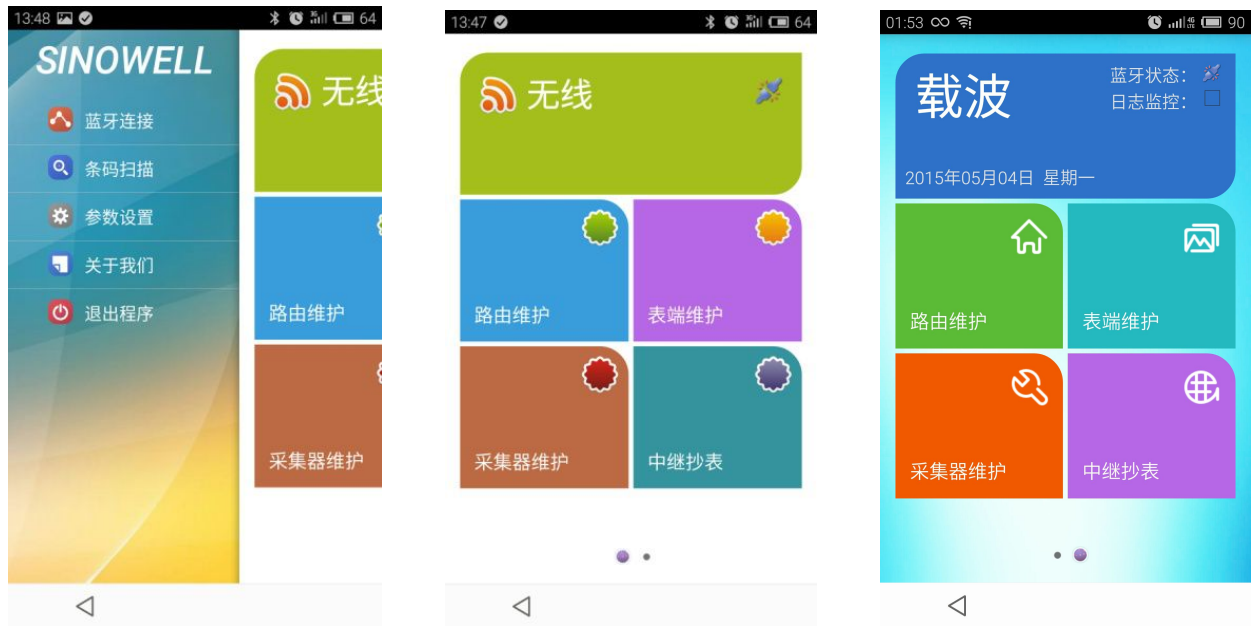 13:48
64
SINOWELL
蓝牙连接
条码扫描
参数设置
关于我们
退出程序
无线
路由维护
采集器维护
13:47
3G
64
无线
路由维护
表端维护
采集器维护
中继抄表
01:53
4G
90
载波
蓝牙状态：
日志监控：
2015年05月04日 星期一
路由维护
表端维护
采集器维护
中继抄表